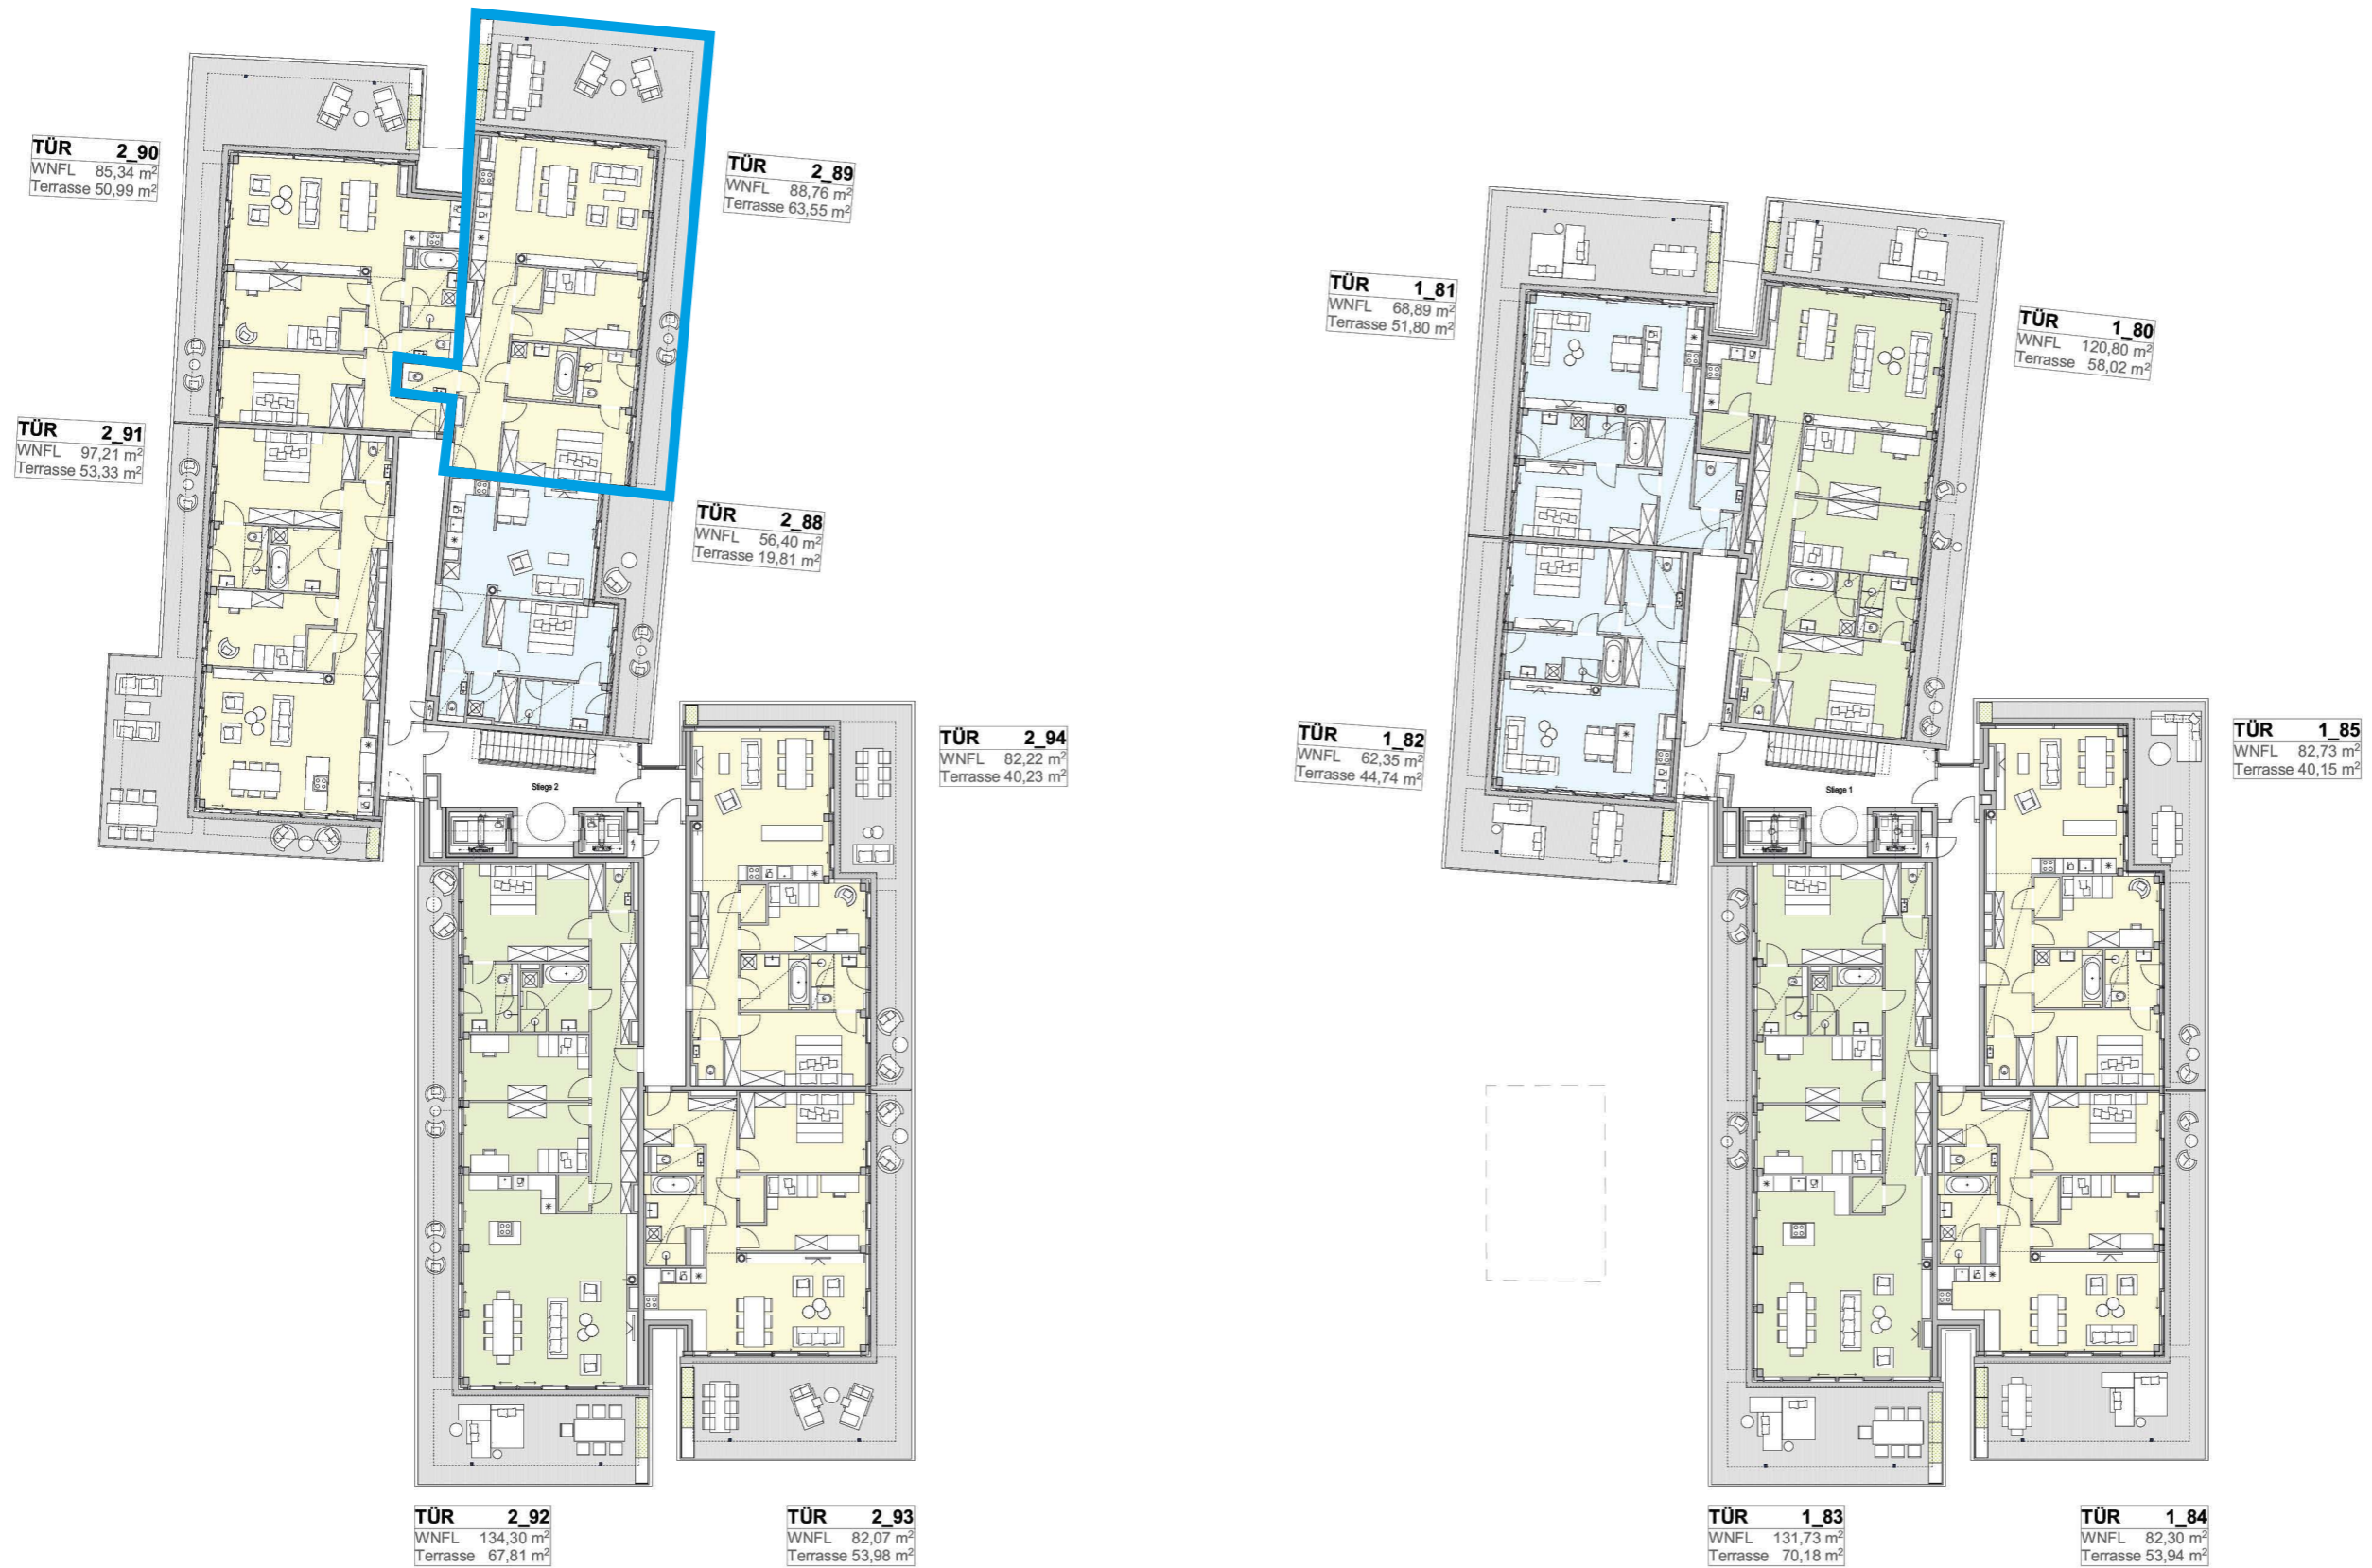 TÜR 2_90
WNFL 85,34 m²
Terrasse 50,99 m²
TÜR 2_89
WNFL 88,76 m²
Terrasse 63,55 m²
TÜR 2_91
WNFL 97,21 m²
Terrasse 53,33 m²
TÜR 2_88
WNFL 56,40 m²
Terrasse 19,81 m²
TÜR 2_94
WNFL 82,22 m²
Terrasse 40,23 m²
Stiege 2
TÜR 2_92
WNFL 134,30 m²
Terrasse 67,81 m²
TÜR 2_93
WNFL 82,07 m²
Terrasse 53,98 m²
TÜR 1_81
WNFL 68,89 m²
Terrasse 51,80 m²
TÜR 1_80
WNFL 120,80 m²
Terrasse 58,02 m²
TÜR 1_82
WNFL 62,35 m²
Terrasse 44,74 m²
TÜR 1_85
WNFL 82,73 m²
Terrasse 40,15 m²
Stiege 1
TÜR 1_83
WNFL 131,73 m²
Terrasse 70,18 m²
TÜR 1_84
WNFL 82,30 m²
Terrasse 53,94 m²